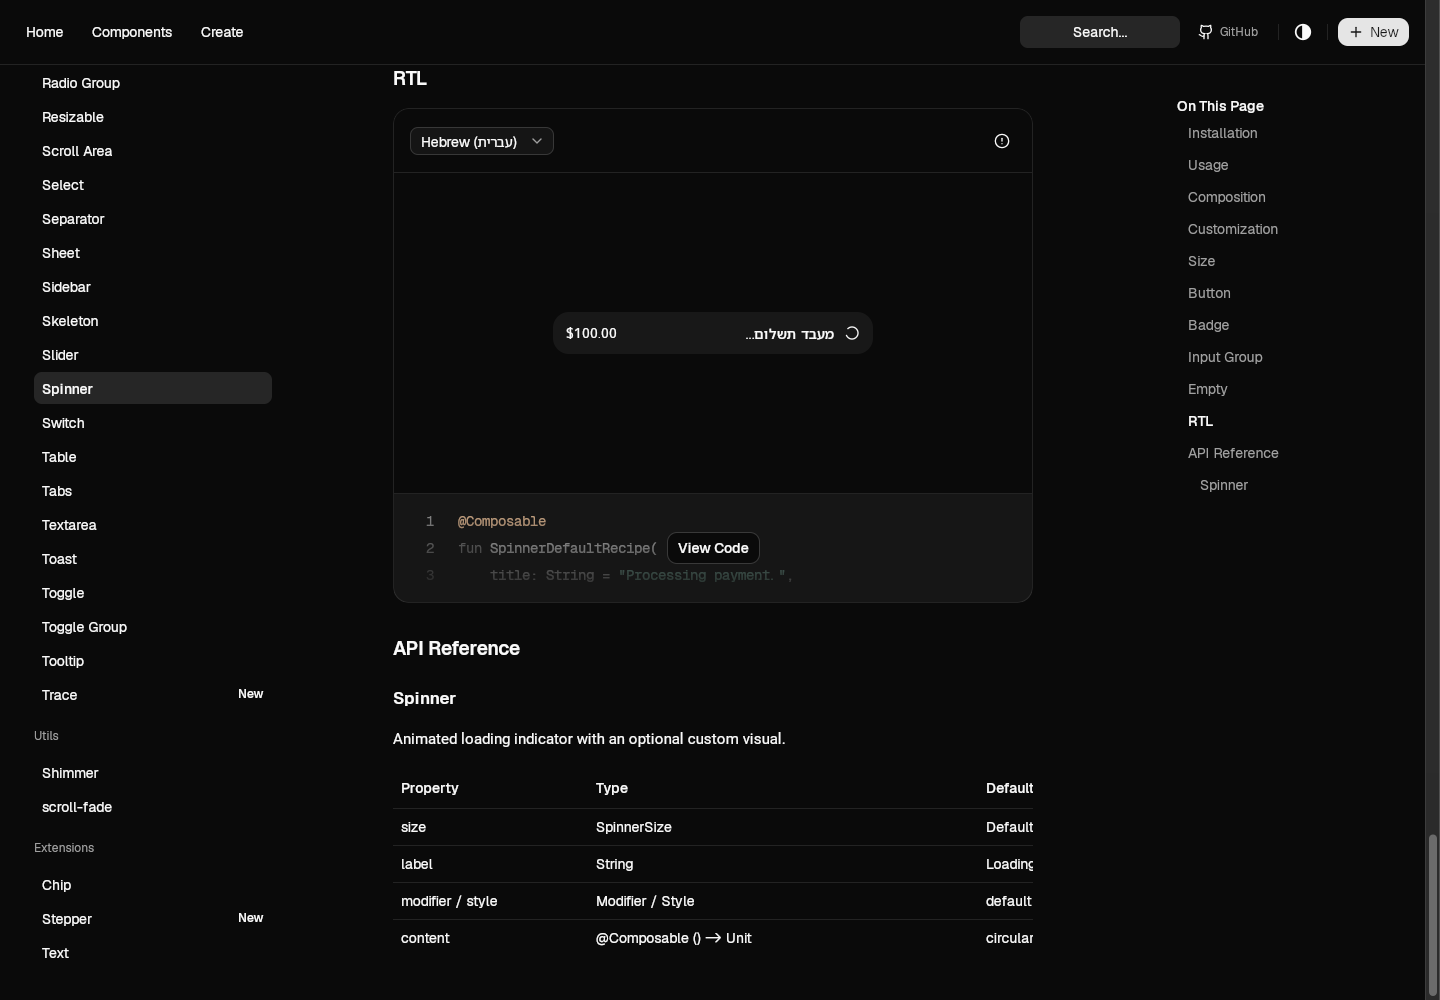 Home Components Create Search... GitHub New
Radio Group
Resizable
Scroll Area
Select
Separator
Sheet
Sidebar
Skeleton
Slider
Spinner
Switch
Table
Tabs
Textarea
Toast
Toggle
Toggle Group
Tooltip
Trace New
Utils
Shimmer
scroll-fade
Extensions
Chip
Stepper New
Text
RTL
Hebrew (עברית)
מעבד תשלום...
$100.00
1 @Composable
2 fun SpinnerDefaultRecipe(
View Code
3 title: String = "Processing payment.",
API Reference
Spinner
Animated loading indicator with an optional custom visual.
Property Type Default
size SpinnerSize Default
label String Loading
modifier / style Modifier / Style default
content @Composable () -> Unit circular
On This Page
Installation
Usage
Composition
Customization
Size
Button
Badge
Input Group
Empty
RTL
API Reference
Spinner